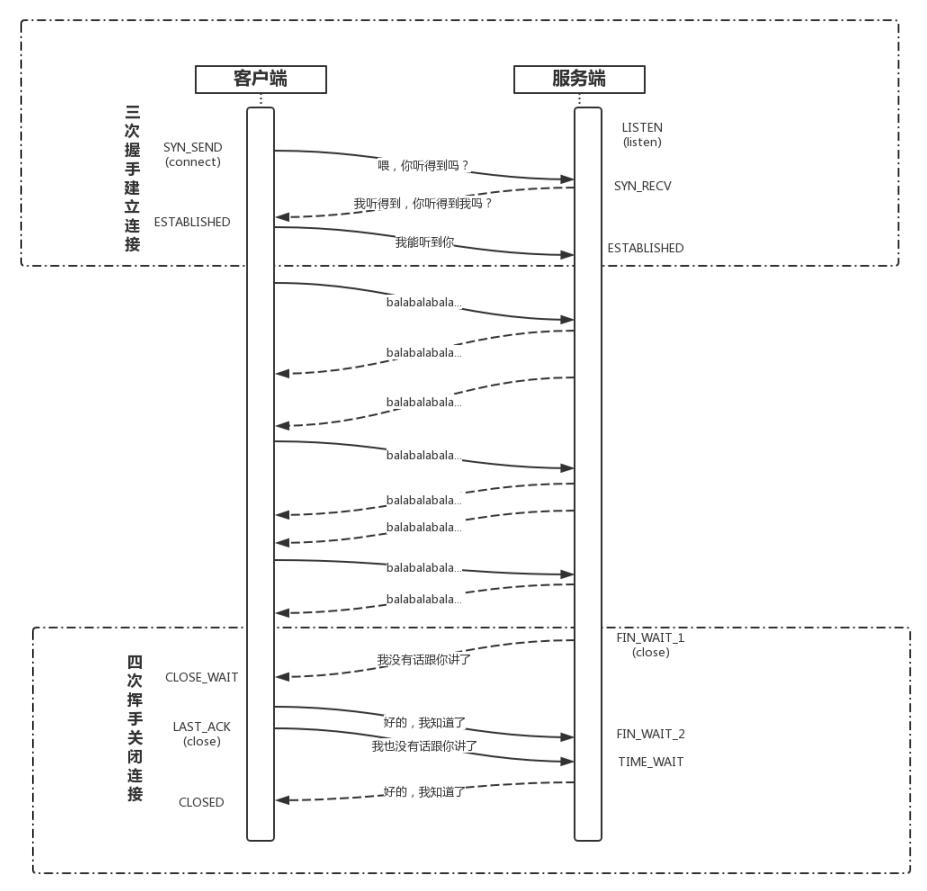 客户端
服务端
三次握手建立连接
LISTEN
(listen)
SYN_SEND
(connect)
喂，你听得到吗？
SYN_RECV
我听得到，你听得到我吗？
ESTABLISHED
我能听到你
ESTABLISHED
balabalabala...
balabalabala...
balabalabala...
balabalabala...
balabalabala...
balabalabala...
balabalabala...
balabalabala...
四次挥手关闭连接
FIN_WAIT_1
(close)
我没有话跟你讲了
CLOSE_WAIT
好的，我知道了
LAST_ACK
(close)
FIN_WAIT_2
我也没有话跟你讲了
TIME_WAIT
好的，我知道了
CLOSED